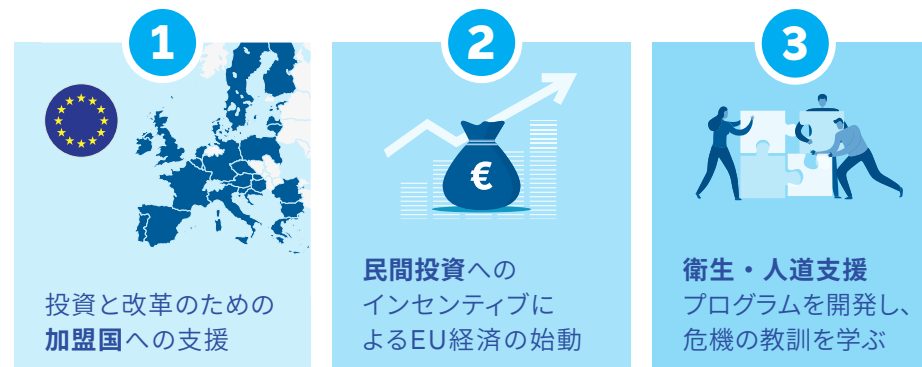 1
投資と改革のための
加盟国への支援
2
€
民間投資への
インセンティブに
よるEU経済の始動
3
衛生・人道支援
プログラムを開発し、
危機の教訓を学ぶ